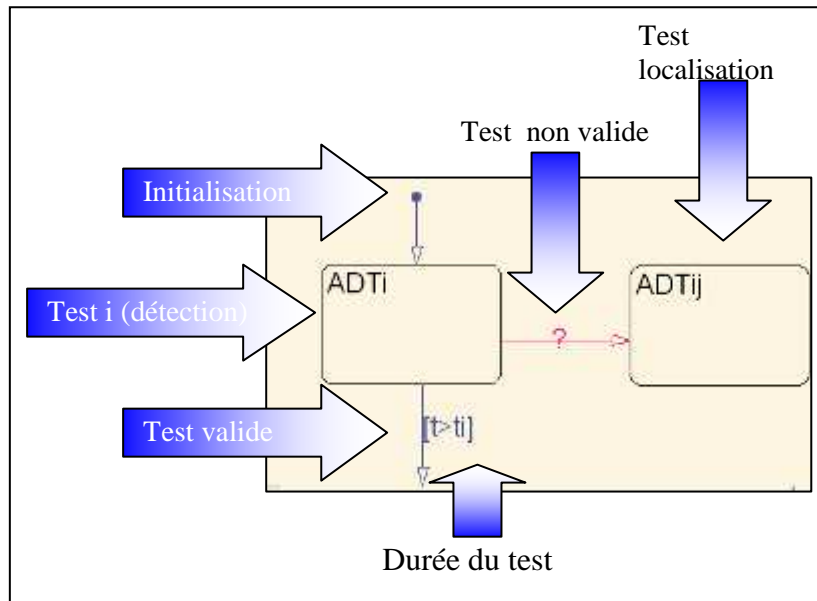 Test
localisation
Test non valide
Initialisation
ADTi
ADTij
Test i (détection)
?
Test valide
[t>ti]
Durée du test